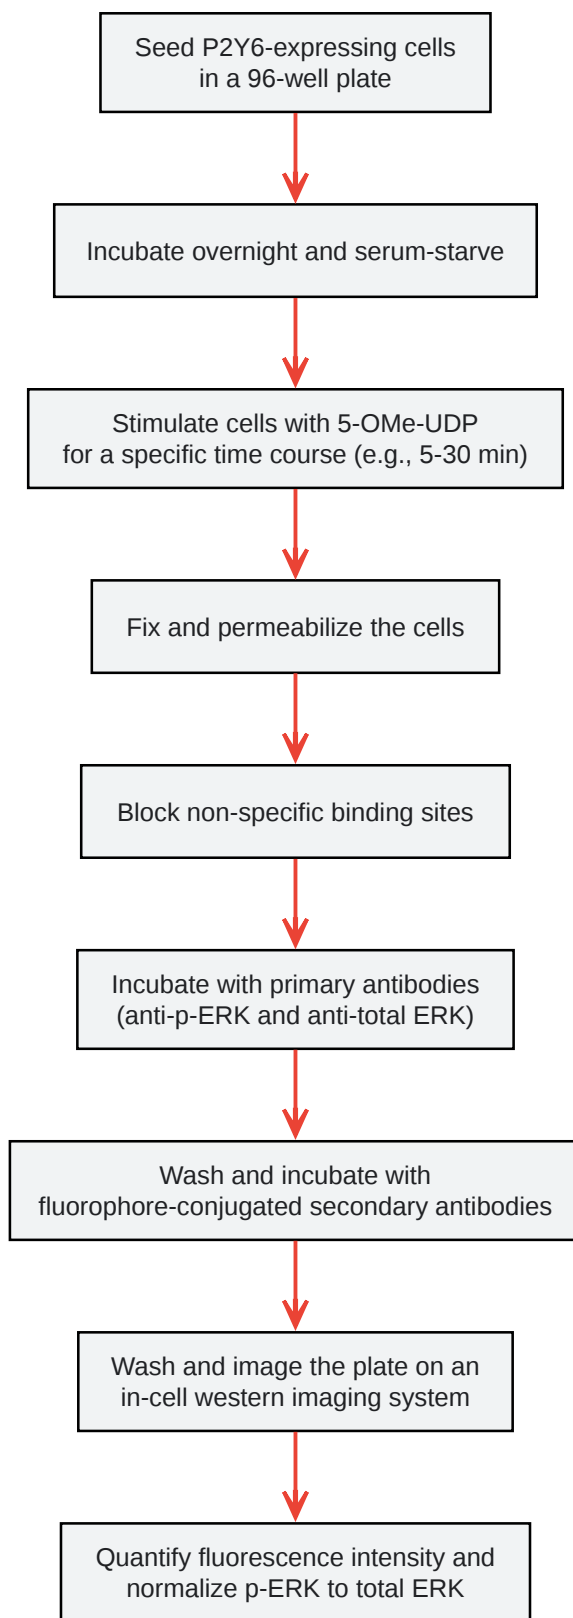 Seed P2Y6-expressing cells
in a 96-well plate
Incubate overnight and serum-starve
Stimulate cells with 5-OMe-UDP
for a specific time course (e.g., 5-30 min)
Fix and permeabilize the cells
Block non-specific binding sites
Incubate with primary antibodies
(anti-p-ERK and anti-total ERK)
Wash and incubate with
fluorophore-conjugated secondary antibodies
Wash and image the plate on an
in-cell western imaging system
Quantify fluorescence intensity and
normalize p-ERK to total ERK